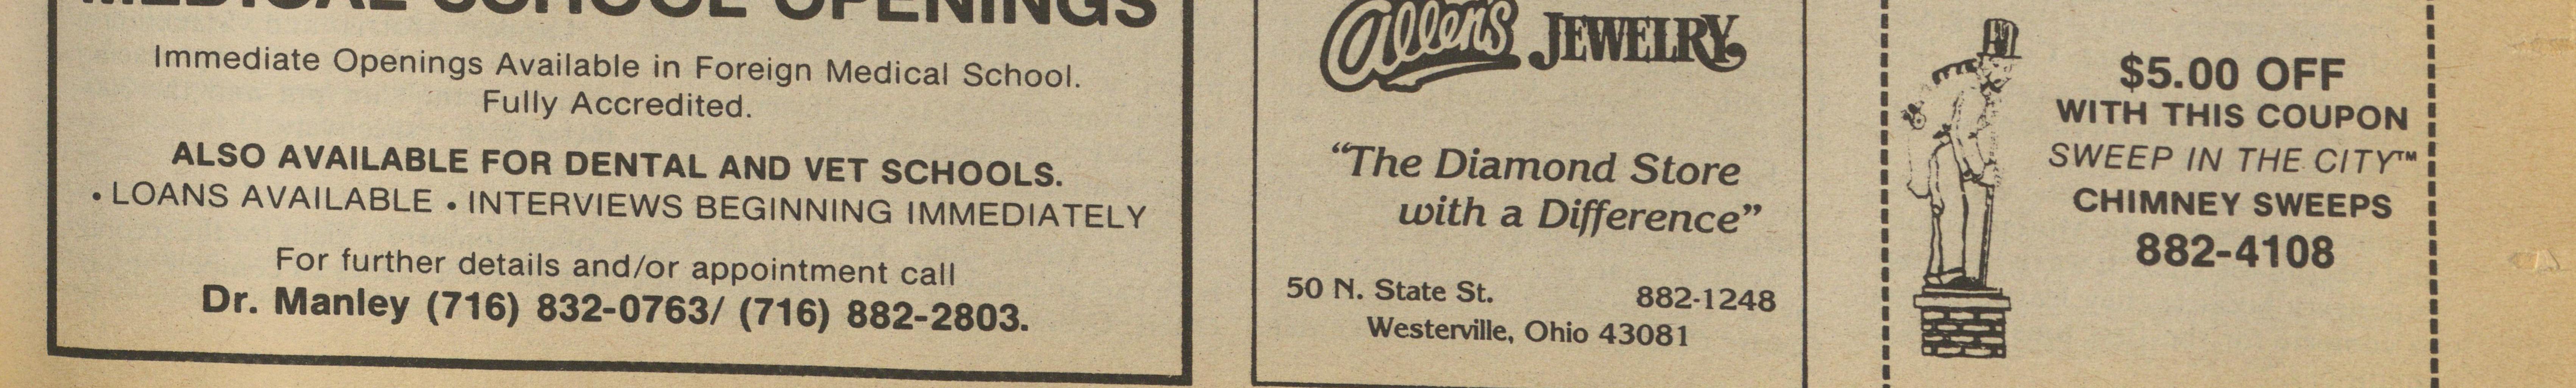 MEDICAL SCHOOL OPENINGS
Immediate Openings Available in Foreign Medical School.
Fully Accredited.
ALSO AVAILABLE FOR DENTAL AND VET SCHOOLS.
• LOANS AVAILABLE • INTERVIEWS BEGINNING IMMEDIATELY
For further details and/or appointment call
Dr. Manley (716) 832-0763/ (716) 882-2803.
Allens JEWELRY
"The Diamond Store
with a Difference"
50 N. State St. 882-1248
Westerville, Ohio 43081
$5.00 OFF
WITH THIS COUPON
SWEEP IN THE CITY™
CHIMNEY SWEEPS
882-4108